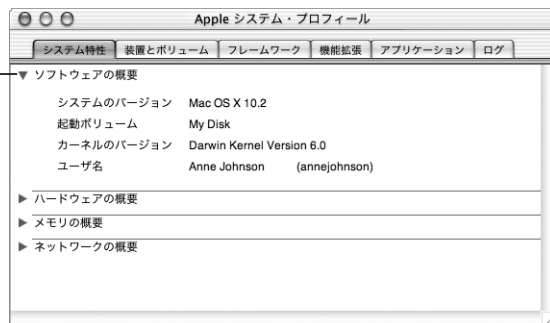 Apple システム・プロフィール
システム特性 装置とボリューム フレームワーク 機能拡張 アプリケーション ログ
ソフトウェアの概要
システムのバージョン Mac OS X 10.2
起動ボリューム My Disk
カーネルのバージョン Darwin Kernel Version 6.0
ユーザ名 Anne Johnson (annejohnson)
ハードウェアの概要
メモリの概要
ネットワークの概要